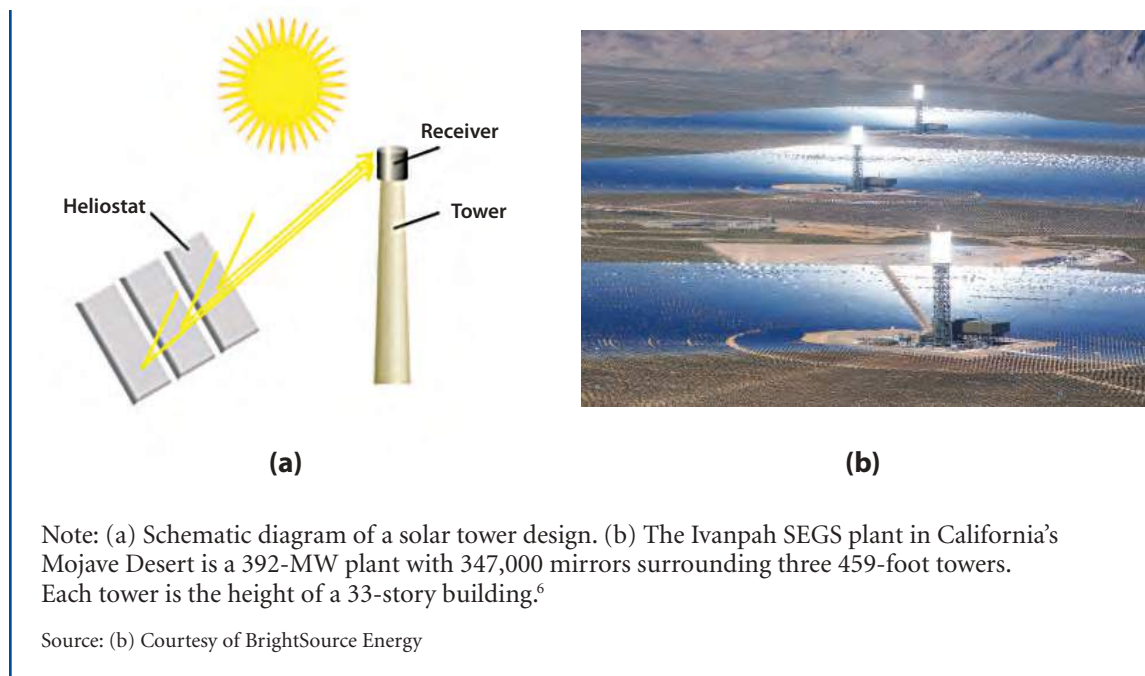 Receiver
Heliostat
Tower
(a)
(b)
Note: (a) Schematic diagram of a solar tower design. (b) The Ivanpah SEGS plant in California’s
Mojave Desert is a 392-MW plant with 347,000 mirrors surrounding three 459-foot towers.
Each tower is the height of a 33-story building.⁶
Source: (b) Courtesy of BrightSource Energy